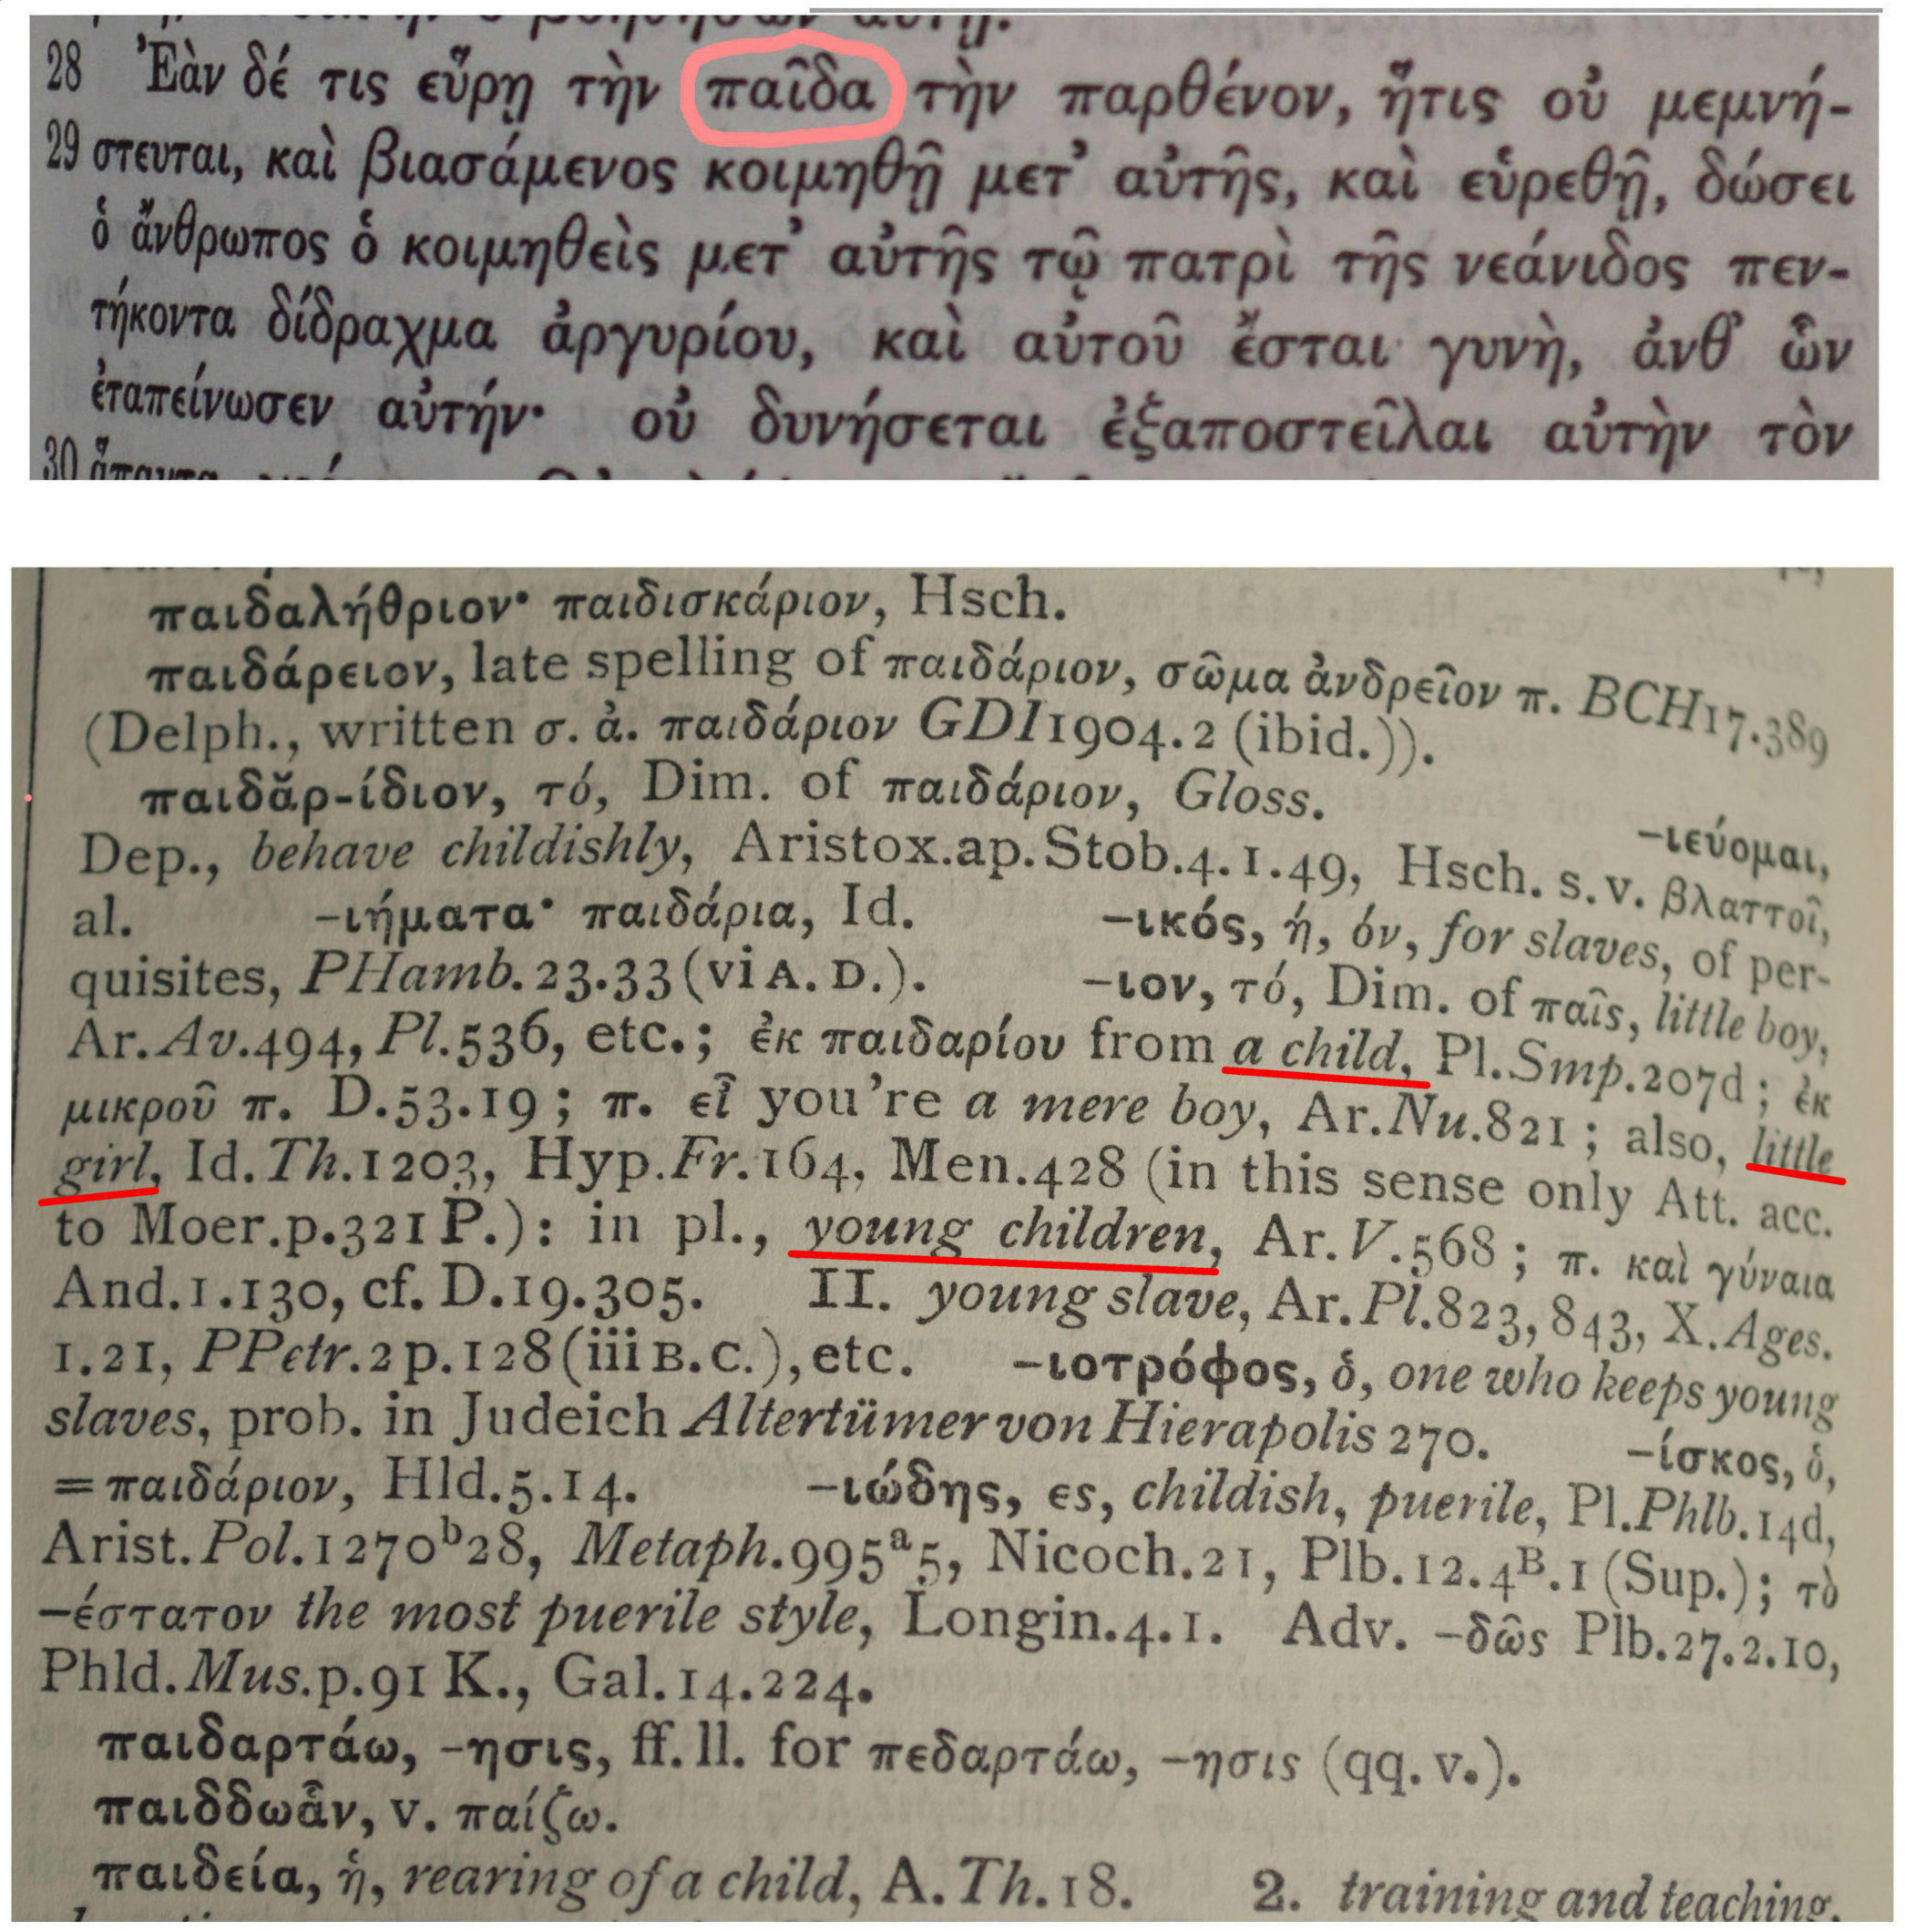 28 Ἐὰν δέ τις εὕρῃ τὴν παῖδα τὴν παρθένον, ἥτις οὐ μεμνή-
29 στευται, καὶ βιασάμενος κοιμηθῇ μετ᾽ αὐτῆς, καὶ εὑρεθῇ, δώσει
ὁ ἄνθρωπος ὁ κοιμηθεὶς μετ᾽ αὐτῆς τῷ πατρὶ τῆς νεάνιδος πεν-
τήκοντα δίδραχμα ἀργυρίου, καὶ αὐτοῦ ἔσται γυνὴ, ἀνθ᾽ ὧν
ἐταπείνωσεν αὐτήν· οὐ δυνήσεται ἐξαποστεῖλαι αὐτὴν τὸν
30 ἅπαντα
παιδαλήθριον· παιδισκάριον, Hsch.
παιδάρειον, late spelling of παιδάριον, σῶμα ἀνδρεῖον π. BCH17.389
(Delph., written σ. ἀ. παιδάριον GDI1904.2 (ibid.)).
παιδᾰρ-ίδιον, τό, Dim. of παιδάριον, Gloss. -ιεύομαι,
Dep., behave childishly, Aristox.ap.Stob.4.1.49, Hsch. s.v. βλαττοῖ,
al. -ιήματα· παιδάρια, Id. -ικός, ή, όν, for slaves, of per-
quisites, PHamb.23.33 (vi A. D.). -ιον, τό, Dim. of παῖς, little boy,
Ar.Av.494, Pl.536, etc.; ἐκ παιδαρίου from a child, Pl.Smp.207d; ἐκ
μικροῦ π. D.53.19; π. εἶ you're a mere boy, Ar.Nu.821; also, little
girl, Id.Th.1203, Hyp.Fr.164, Men.428 (in this sense only Att. acc.
to Moer.p.321 P.): in pl., young children, Ar.V.568; π. καὶ γύναια
And.1.130, cf. D.19.305. II. young slave, Ar.Pl.823, 843, X.Ages.
1.21, PPetr.2 p.128 (iii B.C.), etc. -ιοτρόφος, ὁ, one who keeps young
slaves, prob. in Judeich Altertümer von Hierapolis 270. -ίσκος, ὁ,
= παιδάριον, Hld.5.14. -ιώδης, ες, childish, puerile, Pl.Phlb.14d,
Arist.Pol.1270ᵇ28, Metaph.995ᵃ5, Nicoch.21, Plb.12.4ᴮ.1 (Sup.); τὸ
-έστατον the most puerile style, Longin.4.1. Adv. -δῶς Plb.27.2.10,
Phld.Mus.p.91 K., Gal.14.224.
παιδαρτάω, -ησις, ff. ll. for πεδαρτάω, -ησις (qq. v.).
παιδδωἇν, v. παίζω.
παιδεία, ἡ, rearing of a child, A.Th.18. 2. training and teaching,